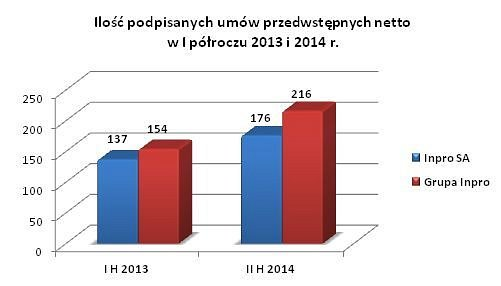 Ilość podpisanych umów przedwstępnych netto
w I półroczu 2013 i 2014 r.
250
200
150
100
50
0
137
154
176
216
I H 2013
II H 2014
Inpro SA
Grupa Inpro